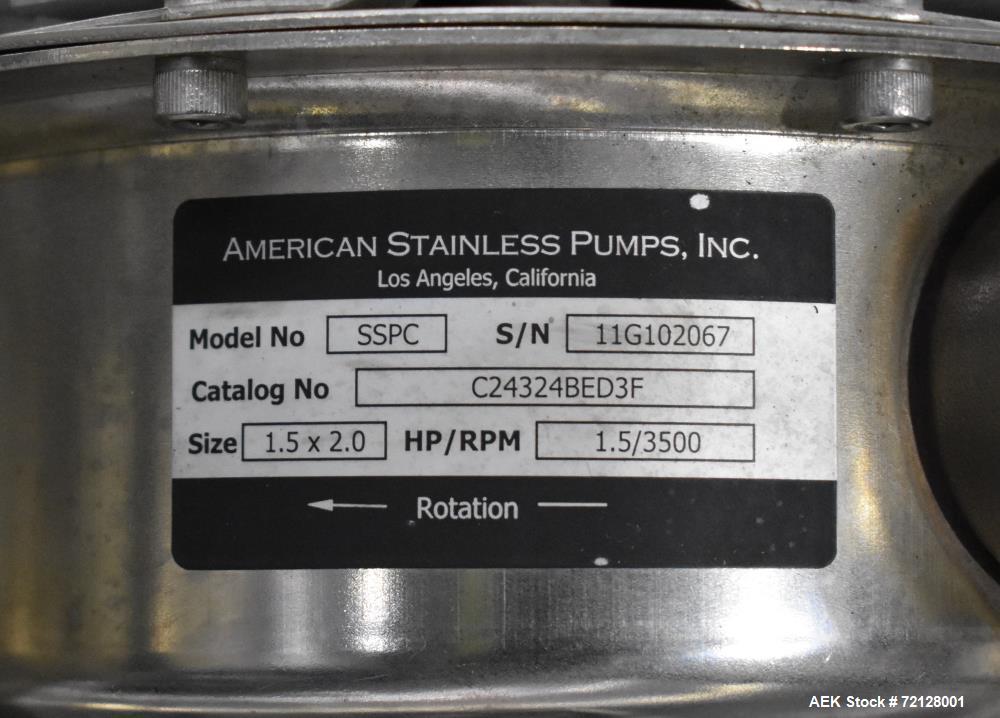 AMERICAN STAINLESS PUMPS, INC.
Los Angeles, California
Model No SSPC S/N 11G102067
Catalog No C24324BED3F
Size 1.5 x 2.0 HP/RPM 1.5/3500
Rotation
AEK Stock # 72128001